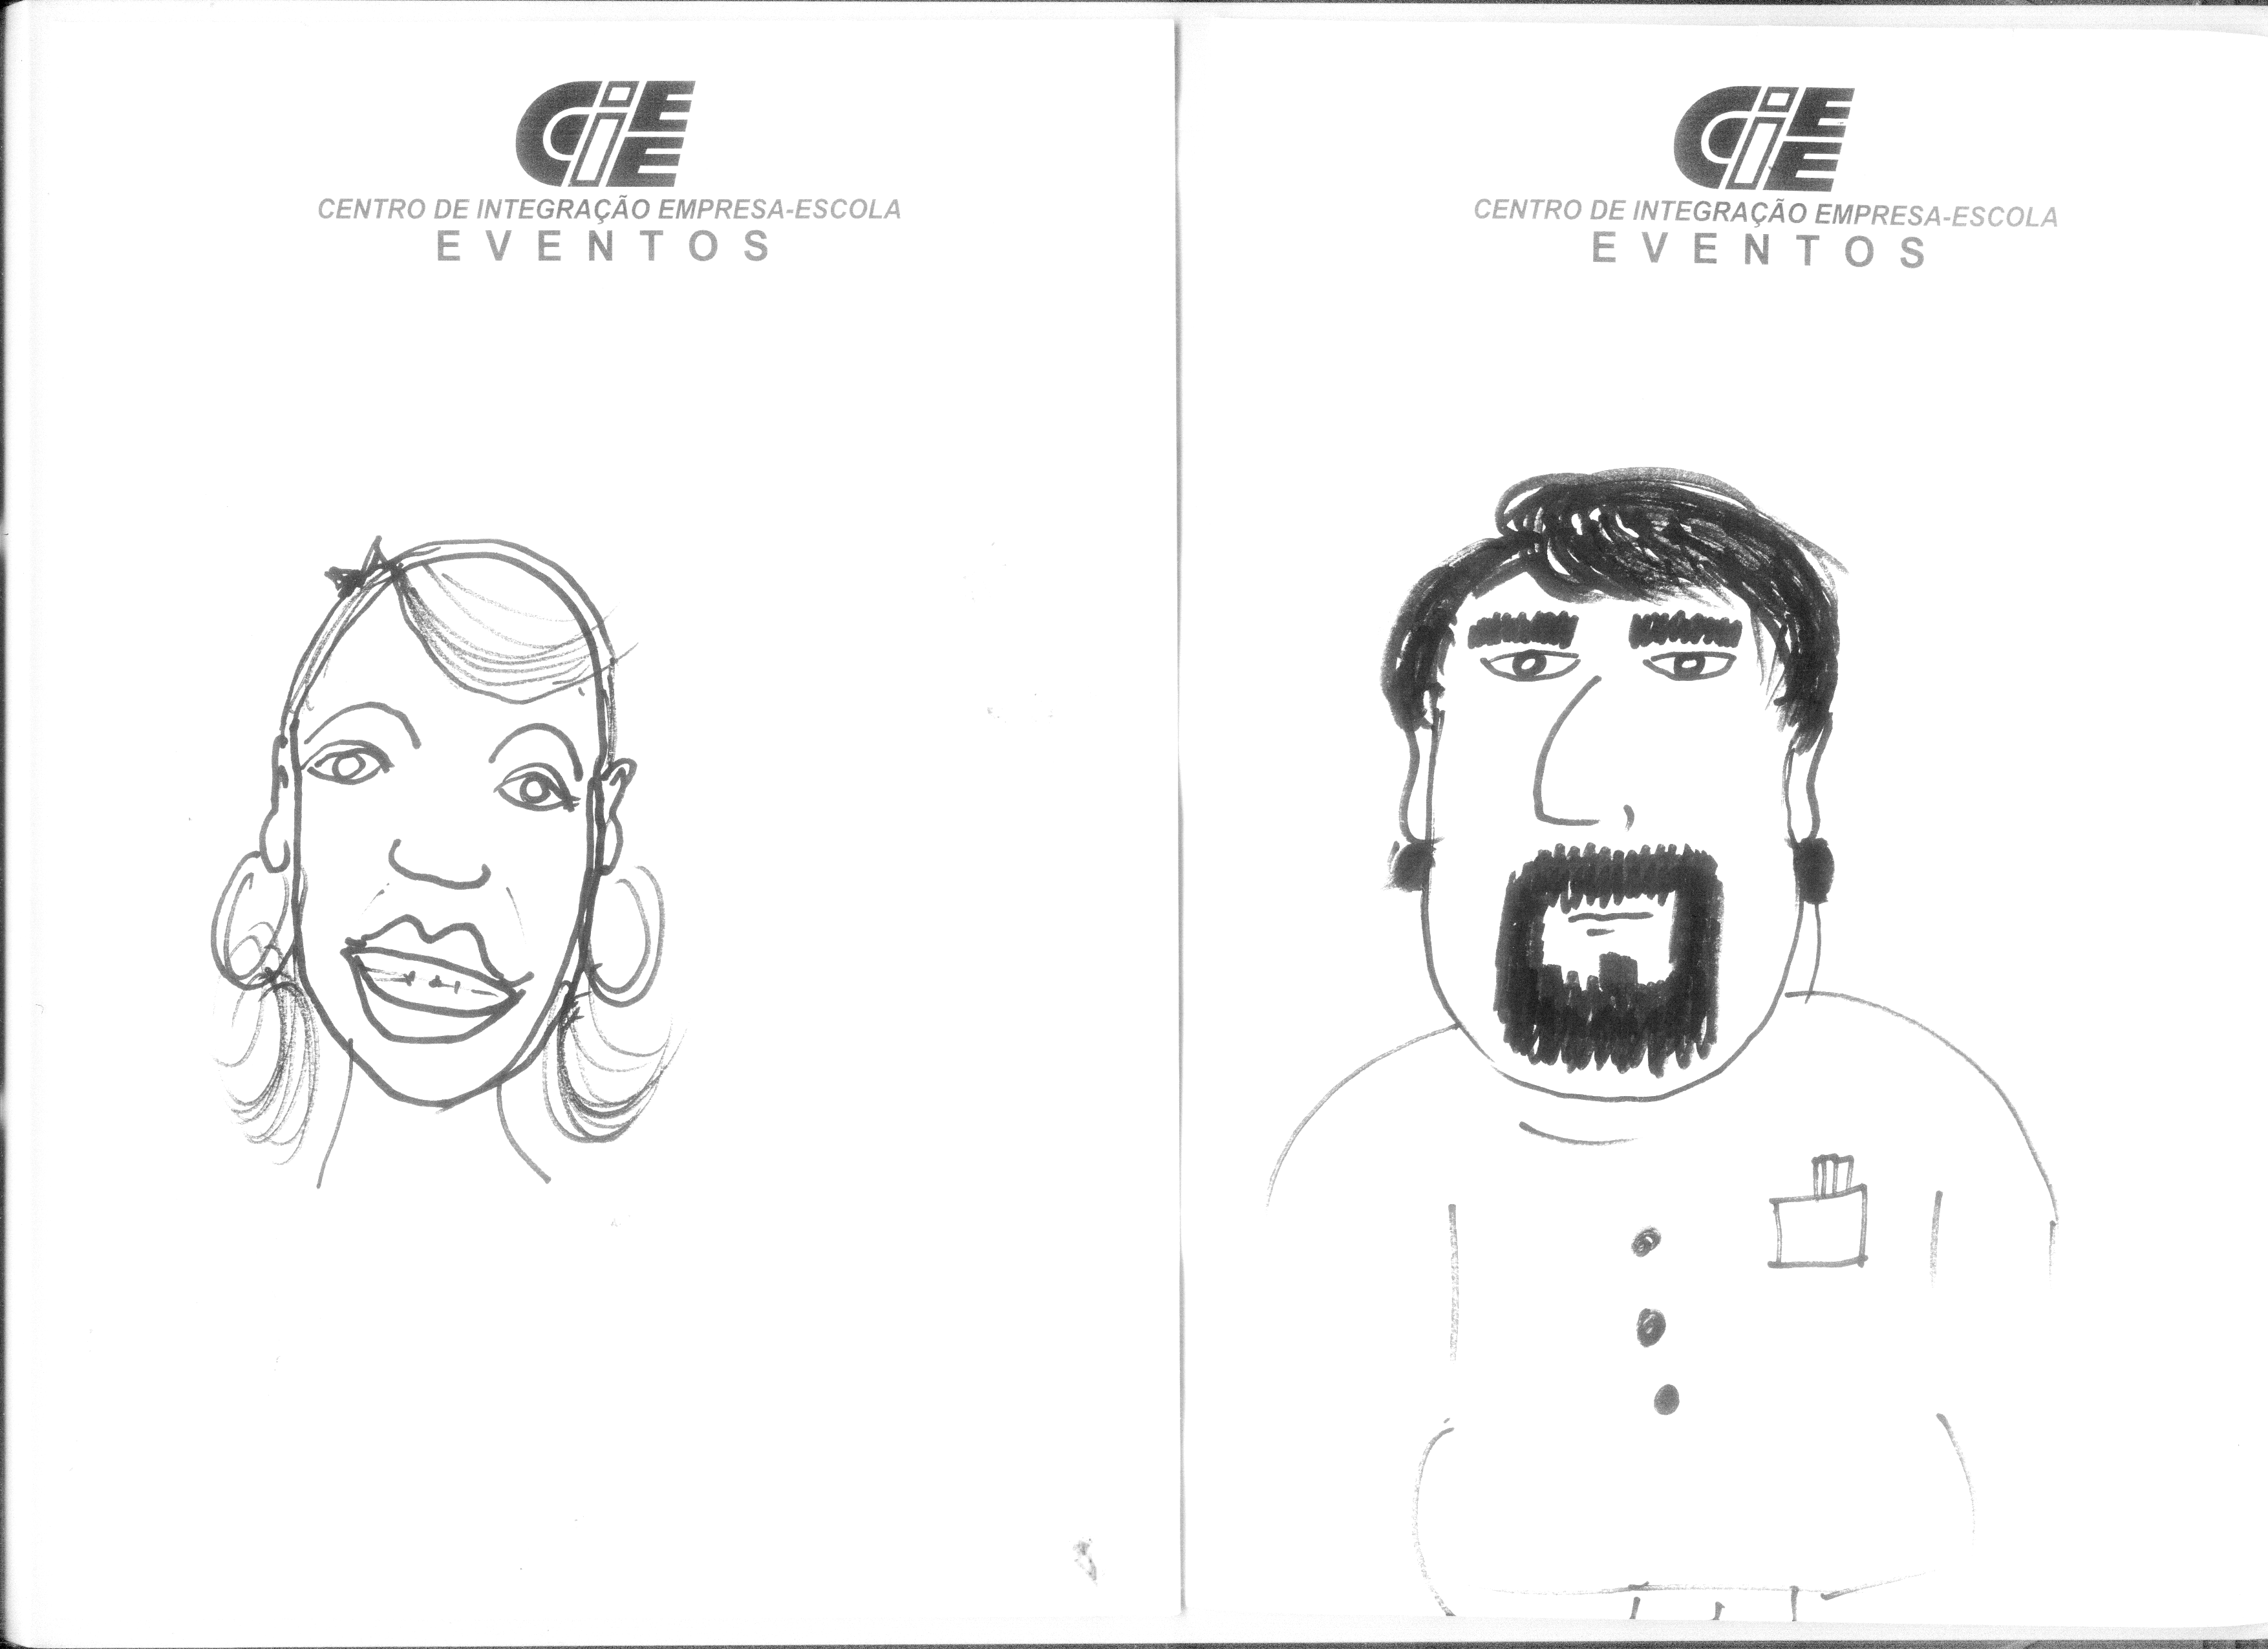 CIEE
CENTRO DE INTEGRAÇÃO EMPRESA-ESCOLA
EVENTOS
CIEE
CENTRO DE INTEGRAÇÃO EMPRESA-ESCOLA
EVENTOS